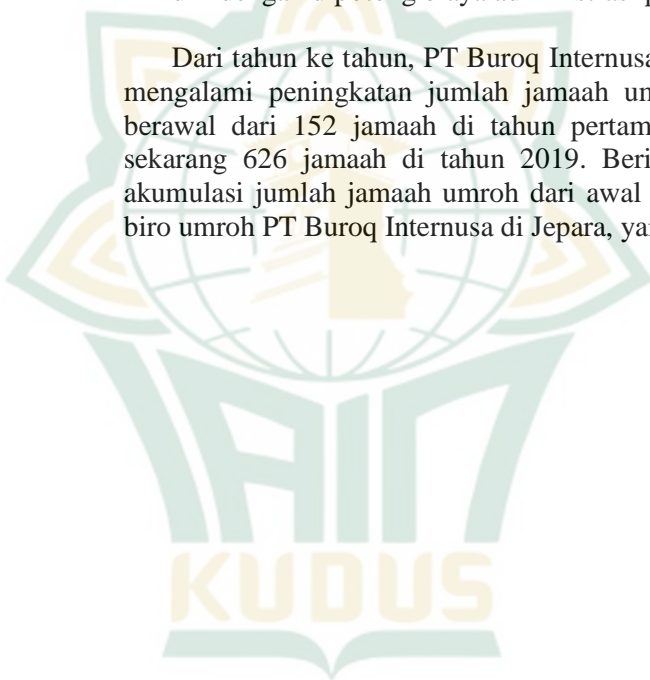 Dari tahun ke tahun, PT Buroq Internusa
mengalami peningkatan jumlah jamaah um
berawal dari 152 jamaah di tahun pertam
sekarang 626 jamaah di tahun 2019. Beri
akumulasi jumlah jamaah umroh dari awal
biro umroh PT Buroq Internusa di Jepara, ya
IAIN
KUDUS